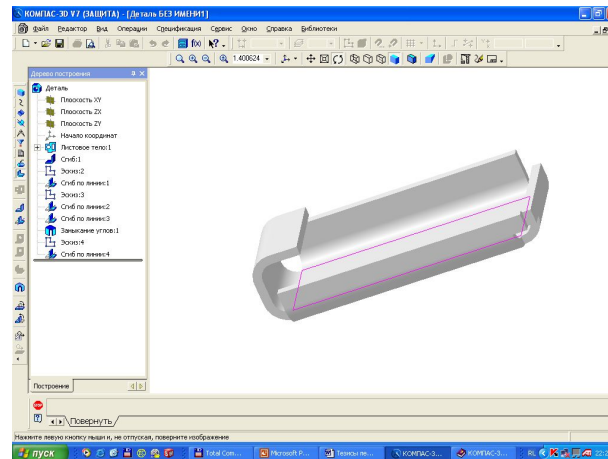 КОМПАС-3D V7 (ЗАЩИТА) - [Деталь БЕЗ ИМЕНИ1]
Файл Редактор Вид Операции Спецификация Сервис Окно Справка Библиотеки
1.400624
Дерево построения
Деталь
Плоскость XY
Плоскость ZX
Плоскость ZY
Начало координат
Листовое тело:1
Сгиб:1
Эскиз:2
Сгиб по линии:1
Эскиз:3
Сгиб по линии:2
Сгиб по линии:3
Замыкание углов:1
Эскиз:4
Сгиб по линии:4
Построение
STOP
Повернуть
Нажмите левую кнопку мыши и, не отпуская, поверните изображение
пуск Total Com... Microsoft P... Тезисы пе... КОМПАС-3... КОМПАС-3... RL